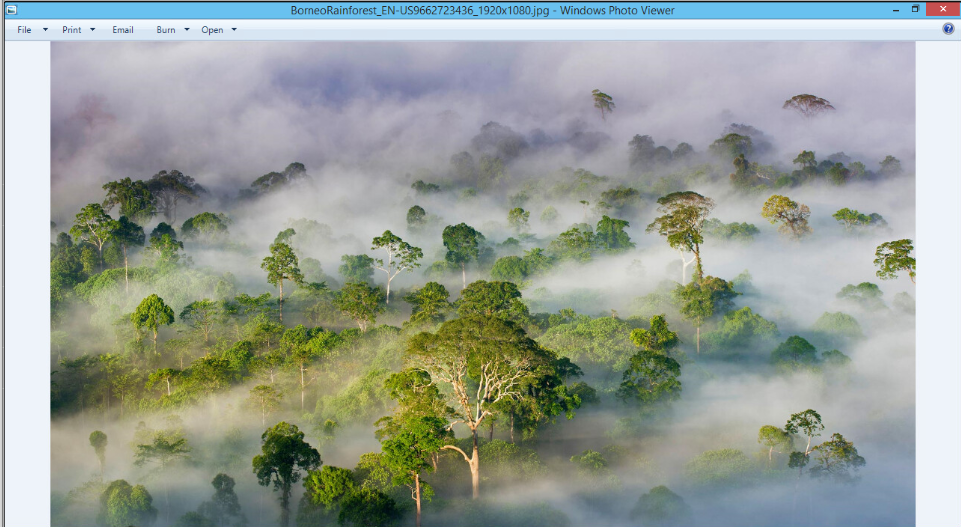 BorneoRainforest_EN-US9662723436_1920x1080.jpg - Windows Photo Viewer
File Print Email Burn Open